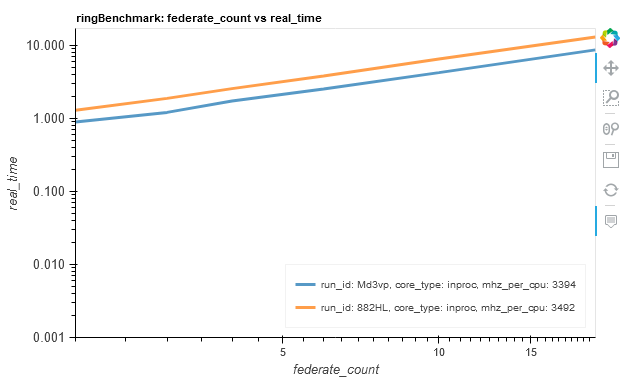 ringBenchmark: federate_count vs real_time
10.000
1.000
0.100
0.010
0.001
real_time
run_id: Md3vp, core_type: inproc, mhz_per_cpu: 3394
run_id: 882HL, core_type: inproc, mhz_per_cpu: 3492
5 10 15
federate_count